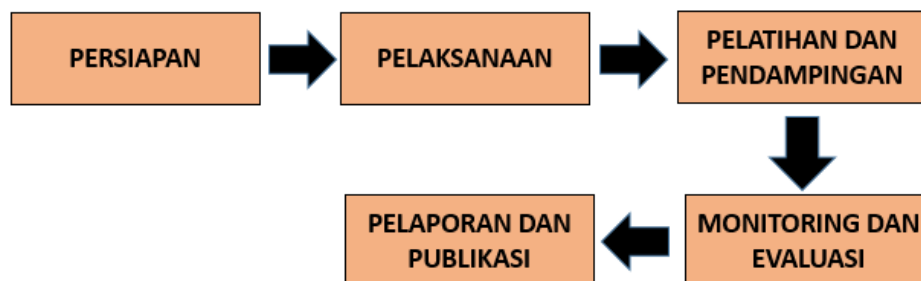 PERSIAPAN
PELAKSANAAN
PELATIHAN DAN
PENDAMPINGAN
MONITORING DAN
EVALUASI
PELAPORAN DAN
PUBLIKASI